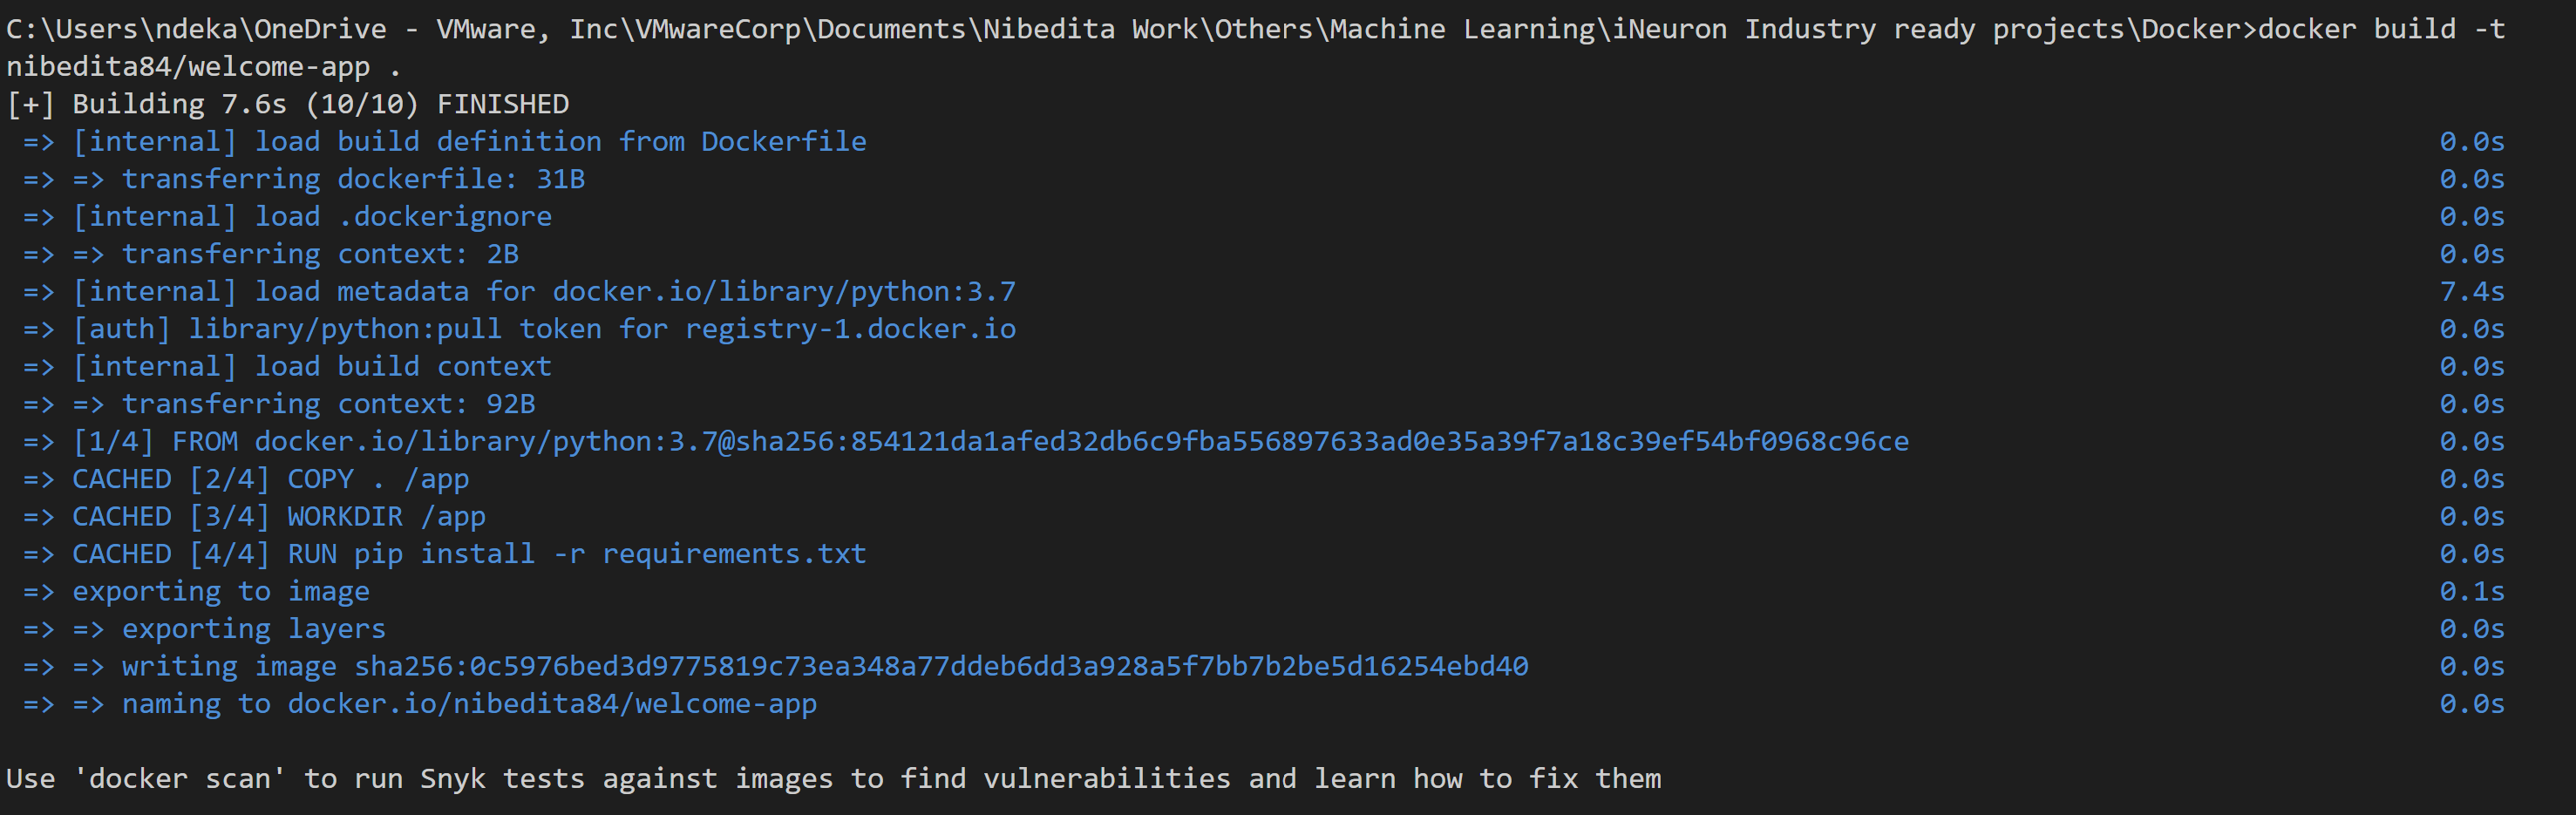 C:\Users\ndeka\OneDrive - VMware, Inc\VMwareCorp\Documents\Nibedita Work\Others\Machine Learning\iNeuron Industry ready projects\Docker>docker build -t
nibedita84/welcome-app .
[+] Building 7.6s (10/10) FINISHED
=> [internal] load build definition from Dockerfile 0.0s
=> => transferring dockerfile: 31B 0.0s
=> [internal] load .dockerignore 0.0s
=> => transferring context: 2B 0.0s
=> [internal] load metadata for docker.io/library/python:3.7 7.4s
=> [auth] library/python:pull token for registry-1.docker.io 0.0s
=> [internal] load build context 0.0s
=> => transferring context: 92B 0.0s
=> [1/4] FROM docker.io/library/python:3.7@sha256:854121da1afed32db6c9fba556897633ad0e35a39f7a18c39ef54bf0968c96ce 0.0s
=> CACHED [2/4] COPY . /app 0.0s
=> CACHED [3/4] WORKDIR /app 0.0s
=> CACHED [4/4] RUN pip install -r requirements.txt 0.0s
=> exporting to image 0.1s
=> => exporting layers 0.0s
=> => writing image sha256:0c5976bed3d9775819c73ea348a77ddeb6dd3a928a5f7bb7b2be5d16254ebd40 0.0s
=> => naming to docker.io/nibedita84/welcome-app 0.0s
Use 'docker scan' to run Snyk tests against images to find vulnerabilities and learn how to fix them